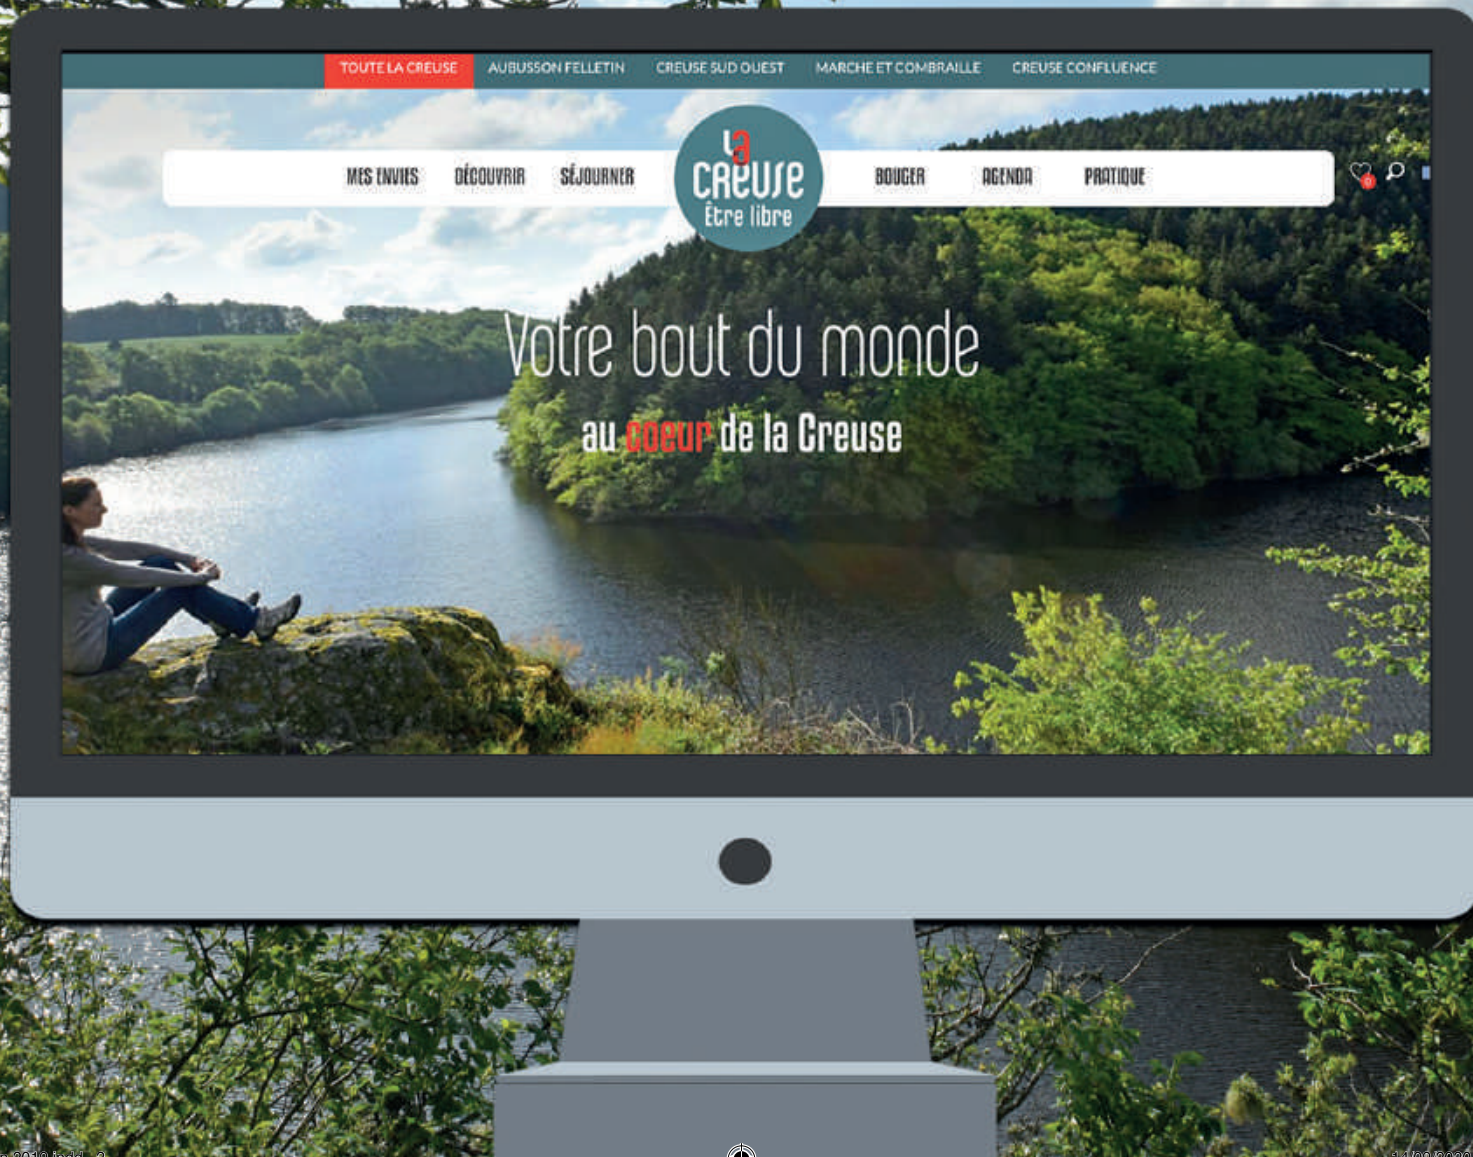 TOUTE LA CREUSE
AUBUSSON FELLETIN
CREUSE SUD OUEST
MARCHE ET COMBRAILLE
CREUSE CONFLUENCE
MES ENVIES
DÉCOUVRIR
SÉJOURNER
La
CREUSE
Être libre
BOUGER
AGENDA
PRATIQUE
0
Votre bout du monde
au coeur de la Creuse